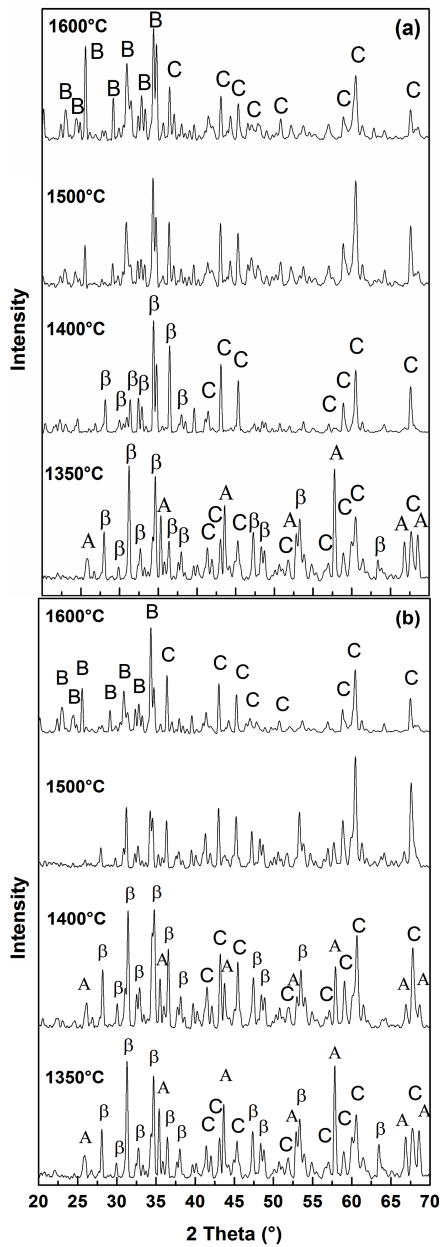 (a)
1600°C
B B B B B B B C C C C C C C
1500°C
1400°C
β β β β β β β C C C C C C
1350°C
A β β β β β A β β C C A C β β C A β C A C C β A C A
Intensity
(b)
1600°C
B B B B B B B C C C C C C C
1500°C
1400°C
A β β β β β A β β C C A C β β C A β C A C C A C A
1350°C
A β β β β β A β β C C A C β β C A β C A C C β A C A
Intensity
20 25 30 35 40 45 50 55 60 65 70
2 Theta (°)